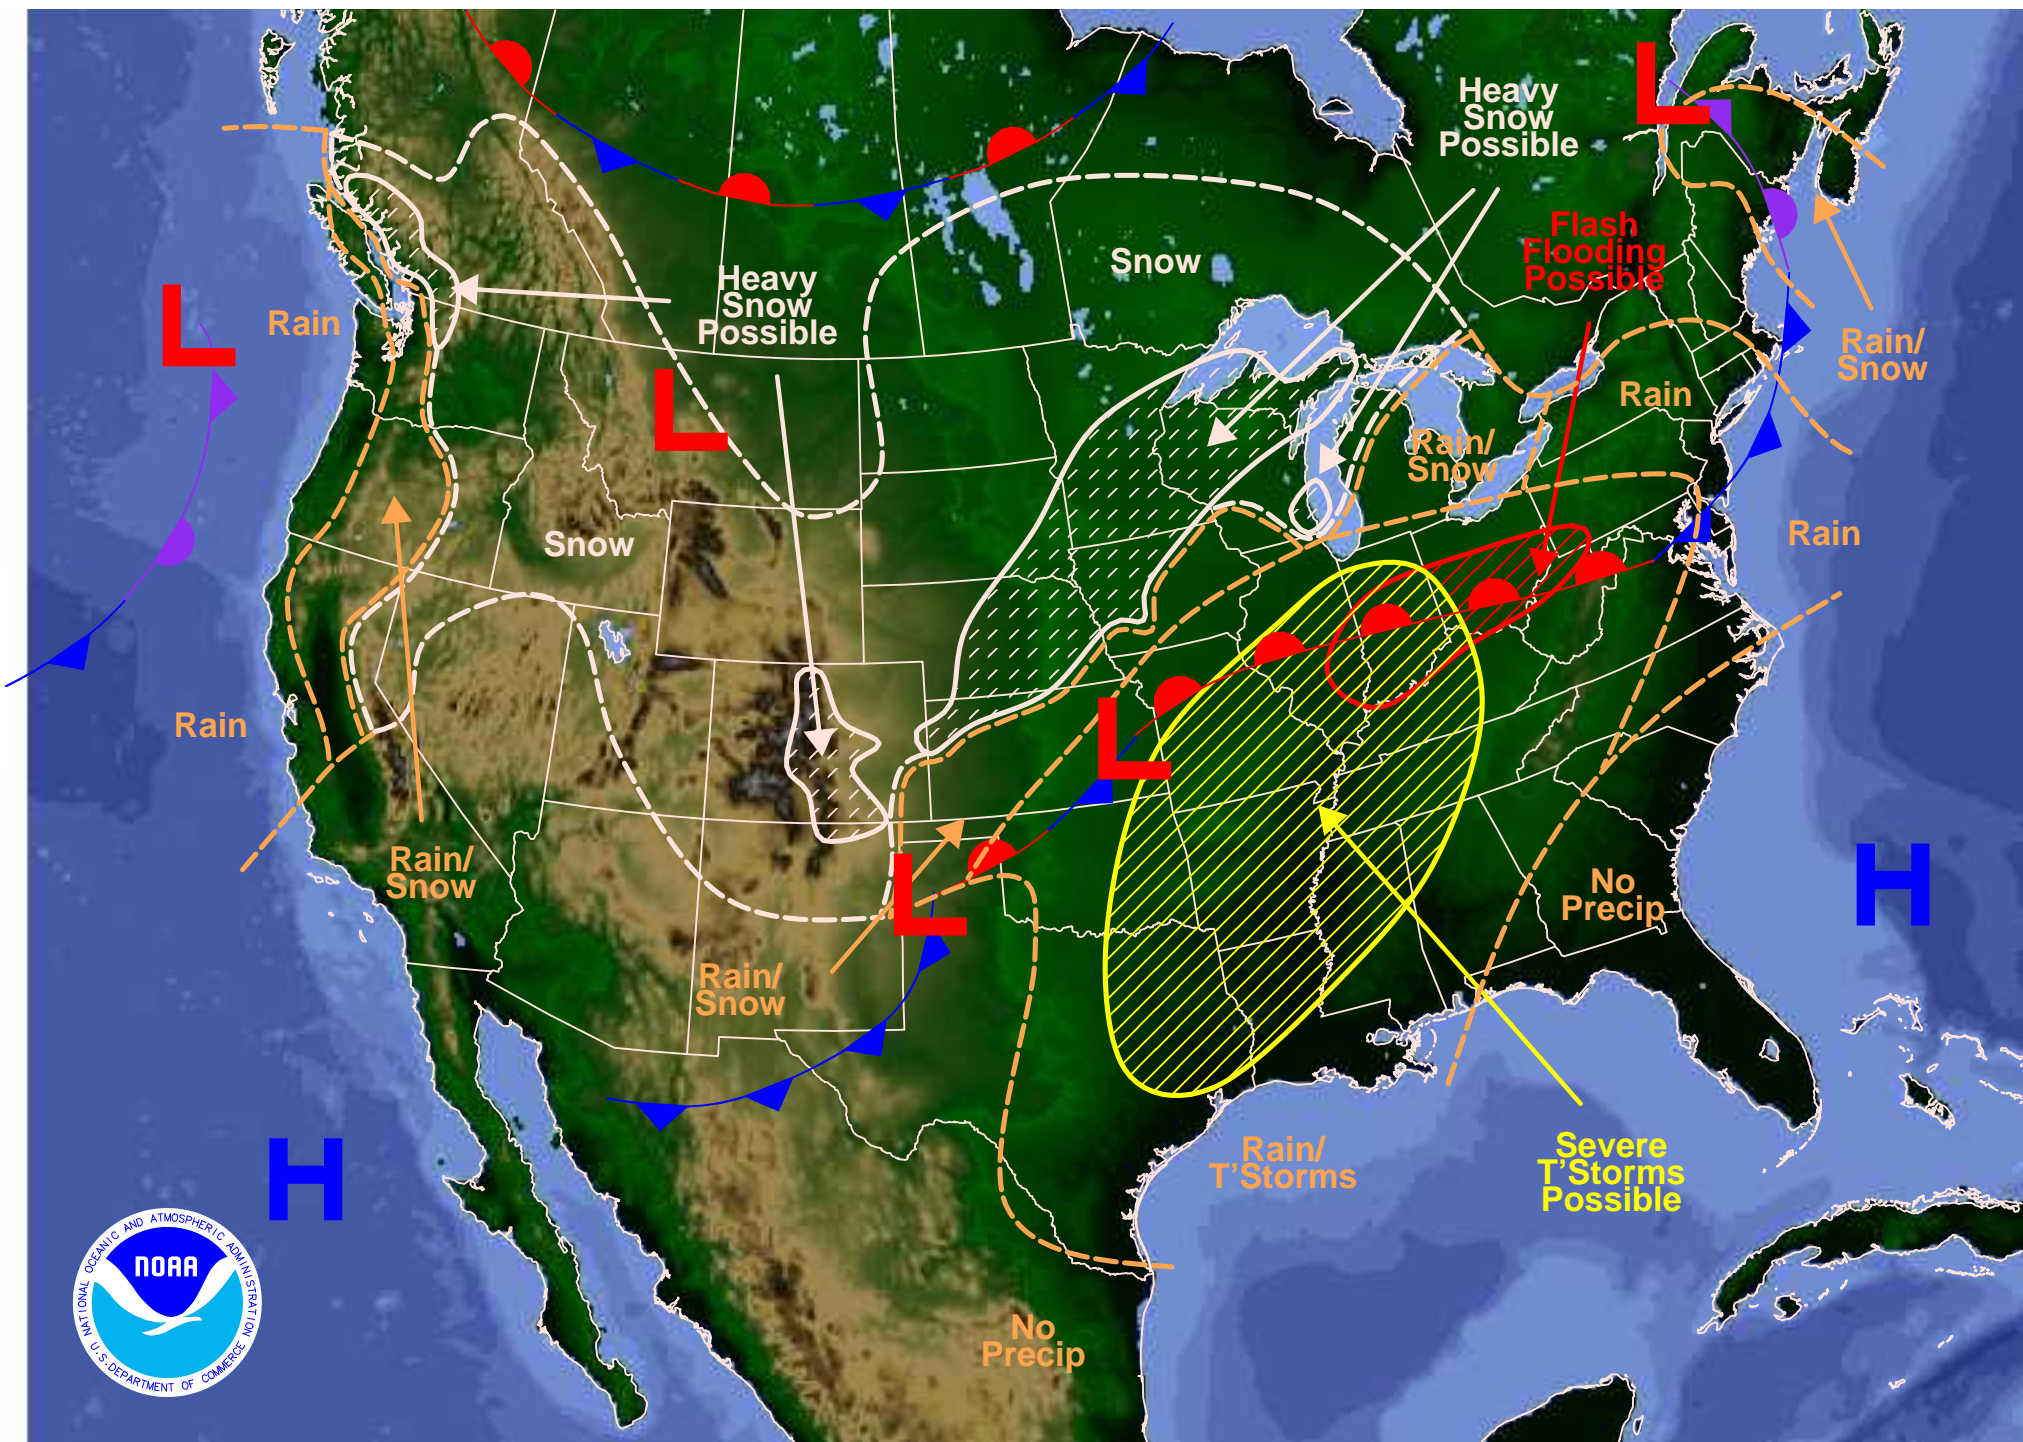 Heavy
Snow
Possible
L
Flash
Flooding
Possible
Snow
Heavy
Snow
Possible
L
Rain
Rain/
Snow
L
Rain
Rain/
Snow
Snow
Rain
Rain
L
Rain/
Snow
No
Precip
H
L
Rain/
Snow
Rain/
T'Storms
Severe
T'Storms
Possible
H
No
Precip
NOAA
NATIONAL OCEANIC AND ATMOSPHERIC ADMINISTRATION
U.S. DEPARTMENT OF COMMERCE